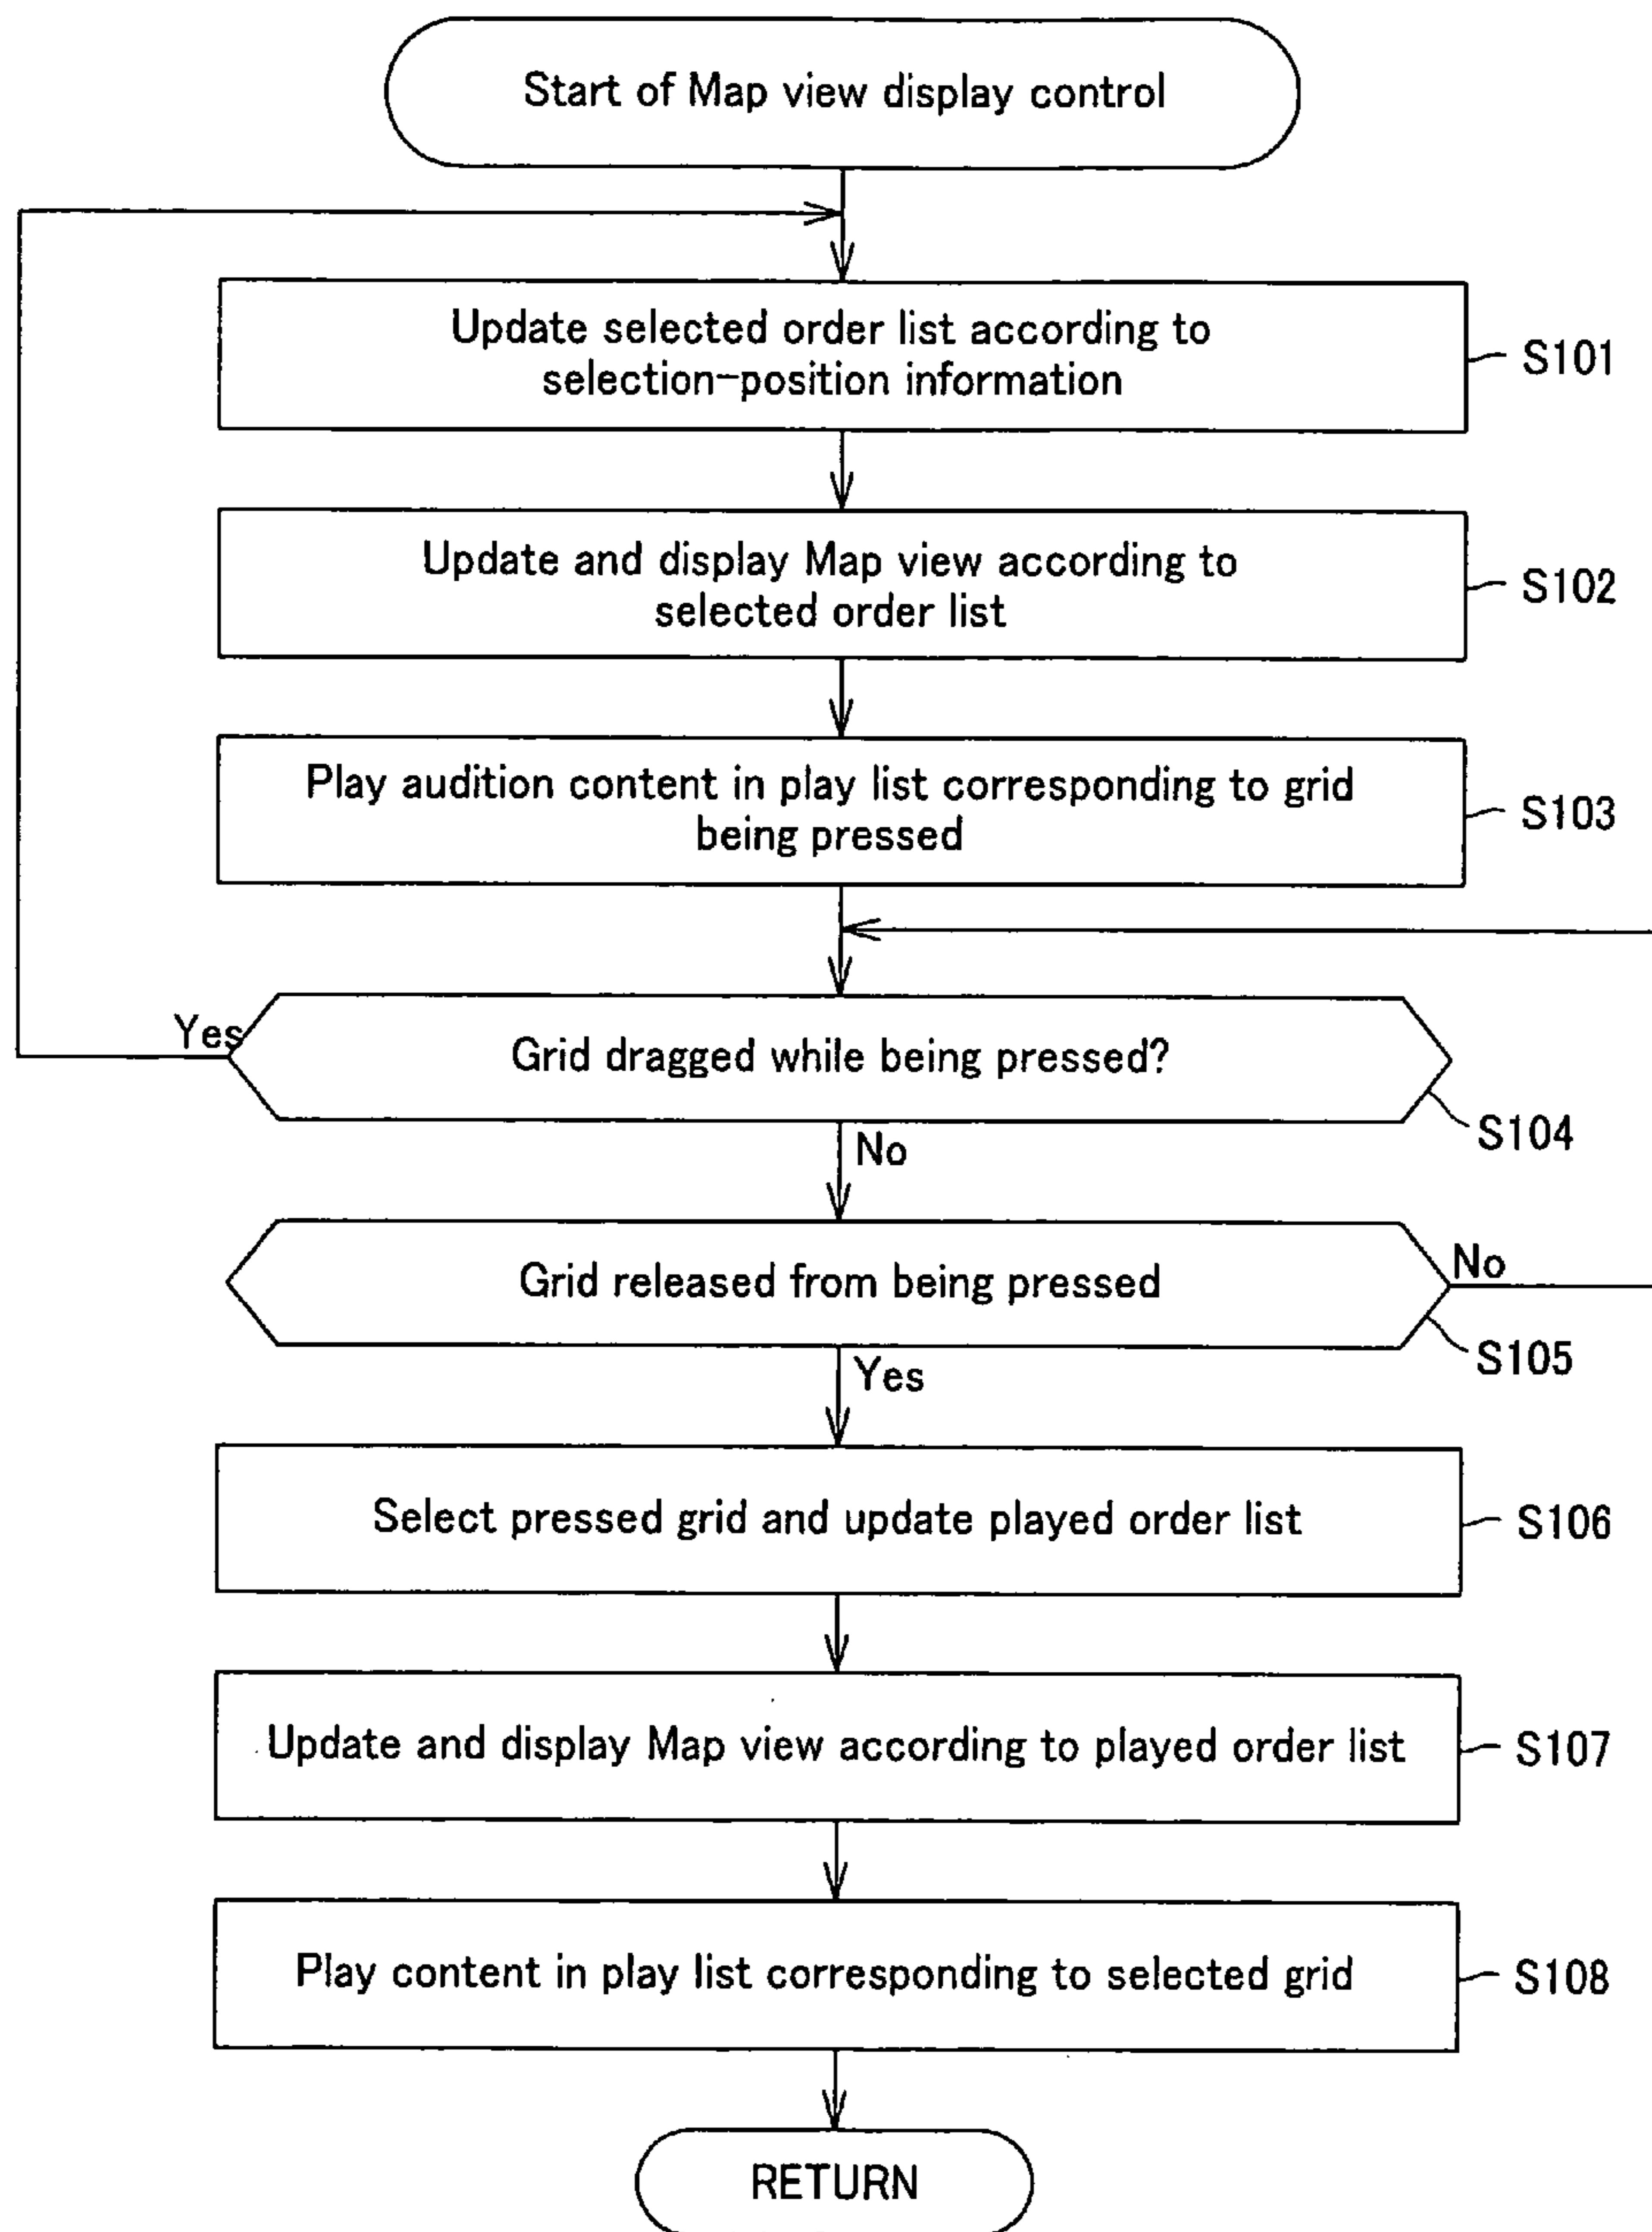 Start of Map view display control
Update selected order list according to
selection-position information
S101
Update and display Map view according to
selected order list
S102
Play audition content in play list corresponding to grid
being pressed
S103
Yes
Grid dragged while being pressed?
S104
No
Grid released from being pressed
No
S105
Yes
Select pressed grid and update played order list
S106
Update and display Map view according to played order list
S107
Play content in play list corresponding to selected grid
S108
RETURN